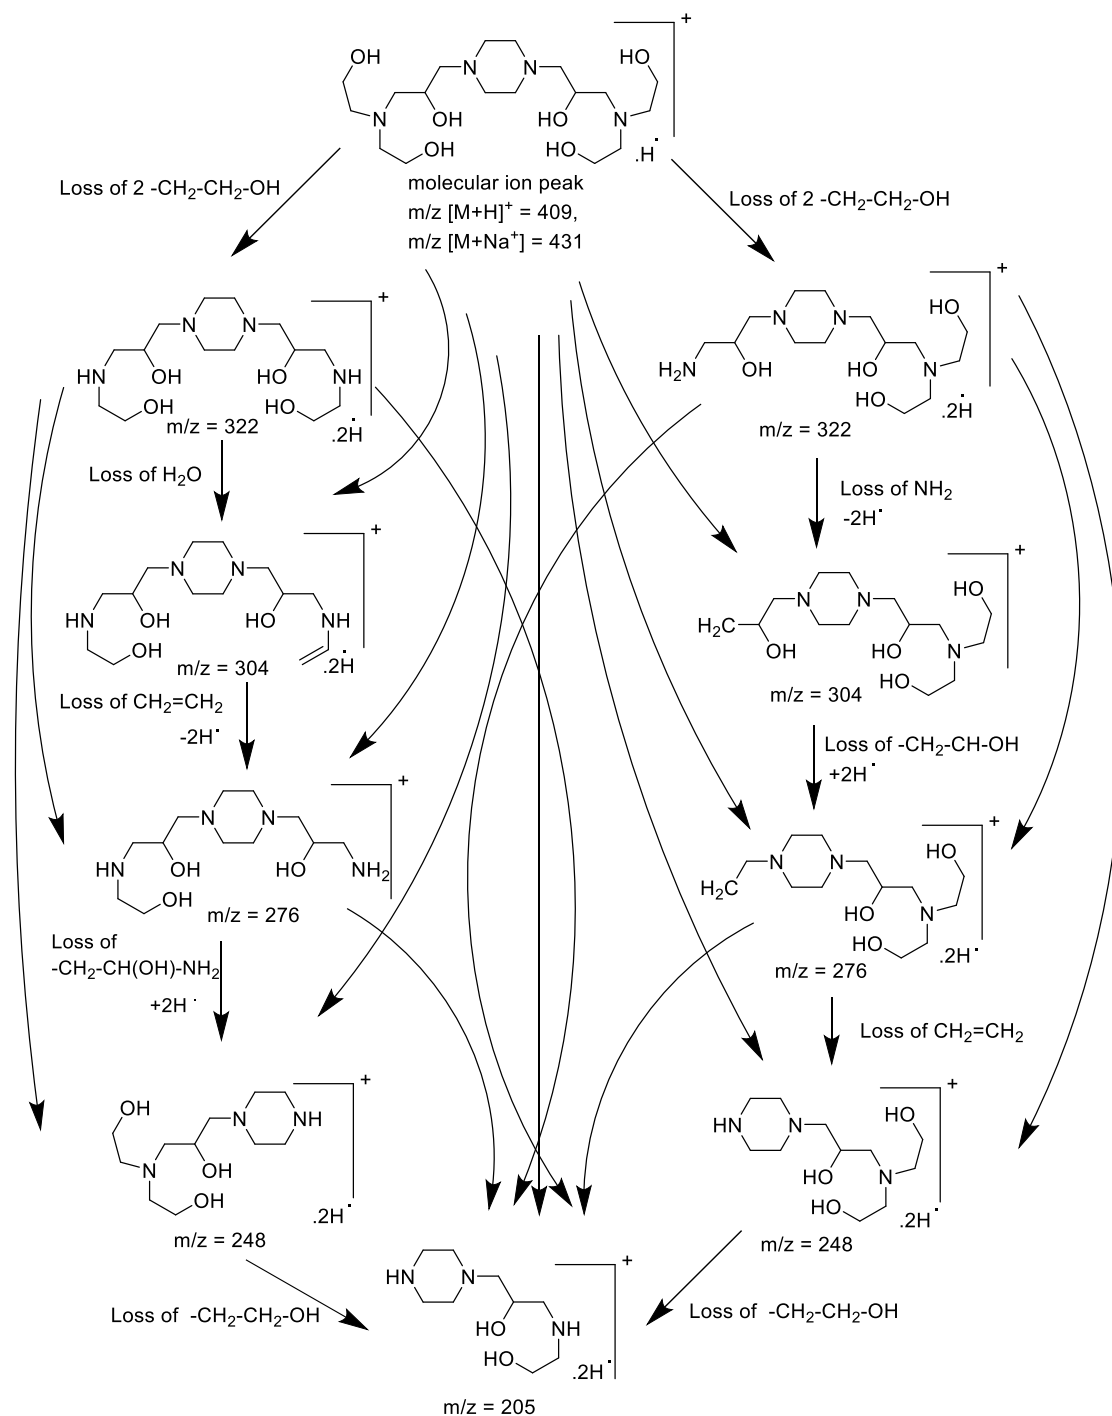 +
OH
HO
N
N
OH
HO
N
N
OH
HO
.H·
Loss of 2 -CH₂-CH₂-OH
molecular ion peak
m/z [M+H]⁺ = 409,
m/z [M+Na⁺] = 431
Loss of 2 -CH₂-CH₂-OH
+
N
N
HN
OH
HO
NH
OH
HO
.2H·
m/z = 322
+
HO
N
N
H₂N
OH
HO
N
HO
.2H·
m/z = 322
Loss of H₂O
Loss of NH₂
-2H·
+
N
N
HN
OH
HO
NH
OH
.2H·
m/z = 304
+
HO
N
N
H₂C
OH
HO
N
HO
m/z = 304
Loss of CH₂=CH₂
-2H·
Loss of -CH₂-CH-OH
+2H·
+
N
N
HN
OH
HO
NH₂
OH
m/z = 276
+
HO
N
N
H₂C
HO
N
HO
.2H·
m/z = 276
Loss of
-CH₂-CH(OH)-NH₂
+2H·
Loss of CH₂=CH₂
+
OH
N
NH
N
OH
OH
.2H·
m/z = 248
+
HO
HN
N
HO
N
HO
.2H·
m/z = 248
Loss of -CH₂-CH₂-OH
Loss of -CH₂-CH₂-OH
+
HN
N
HO
NH
HO
.2H·
m/z = 205